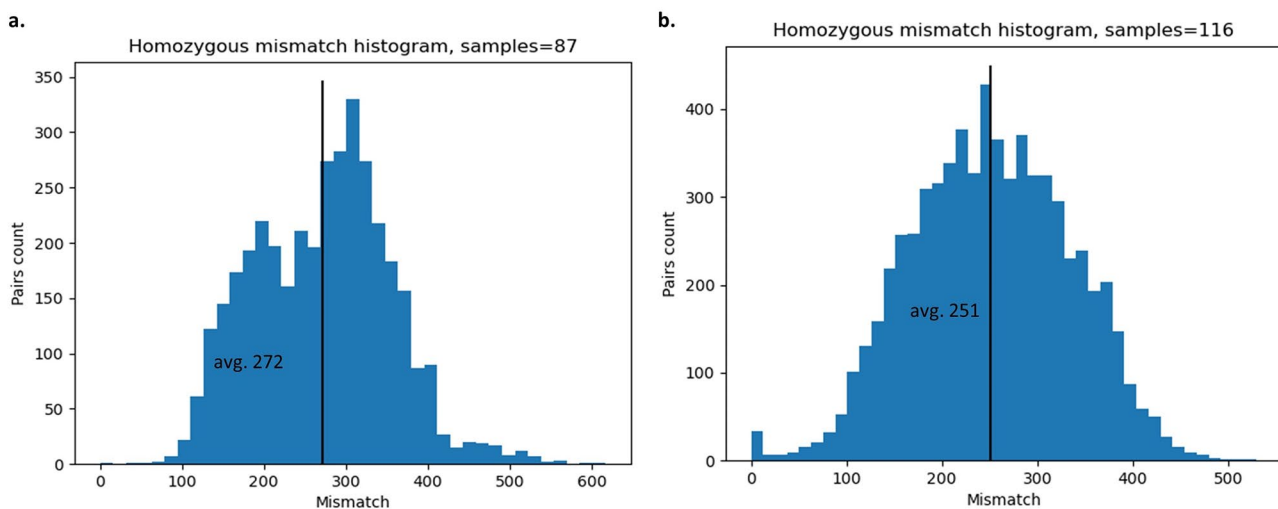 a.
Homozygous mismatch histogram, samples=87
350
300
250
200
150
100
50
0
Pairs count
avg. 272
0 100 200 300 400 500 600
Mismatch
b.
Homozygous mismatch histogram, samples=116
400
300
200
100
0
Pairs count
avg. 251
0 100 200 300 400 500
Mismatch